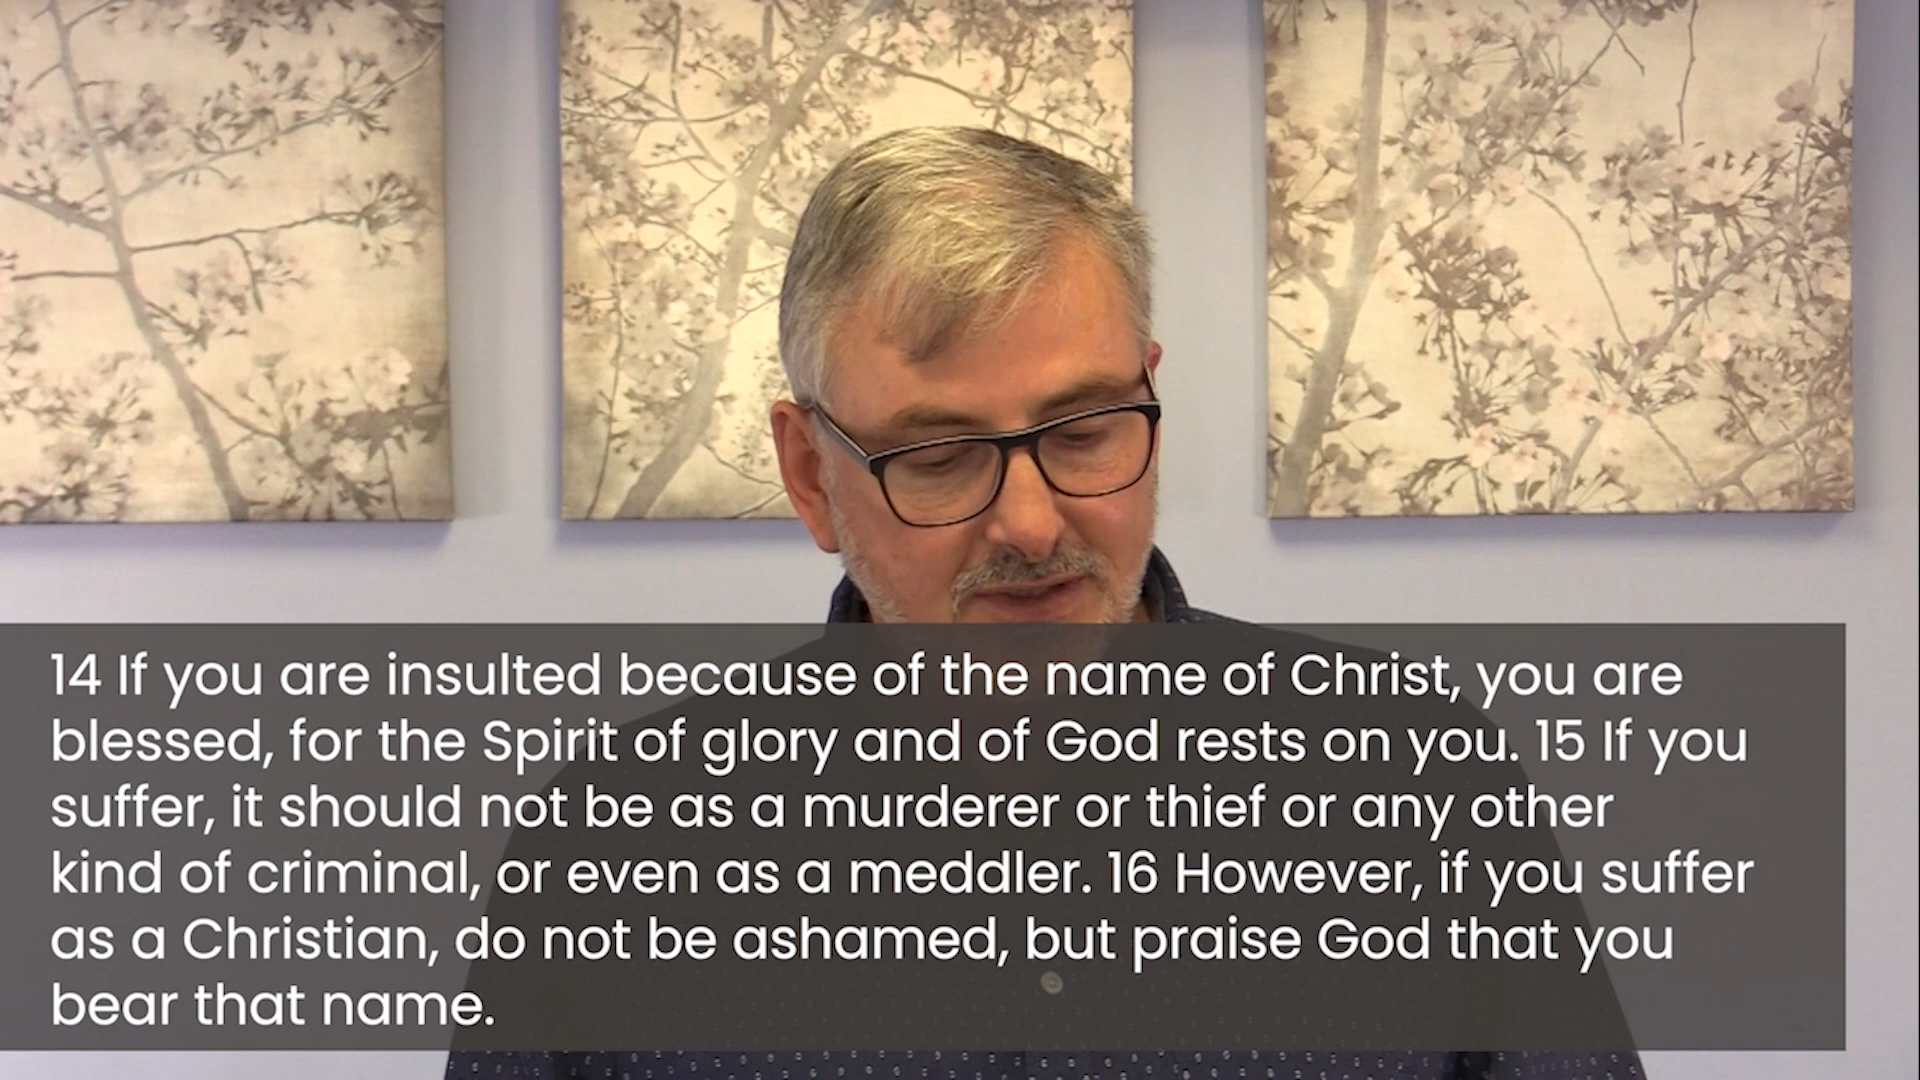 14 If you are insulted because of the name of Christ, you are
blessed, for the Spirit of glory and of God rests on you. 15 If you
suffer, it should not be as a murderer or thief or any other
kind of criminal, or even as a meddler. 16 However, if you suffer
as a Christian, do not be ashamed, but praise God that you
bear that name.